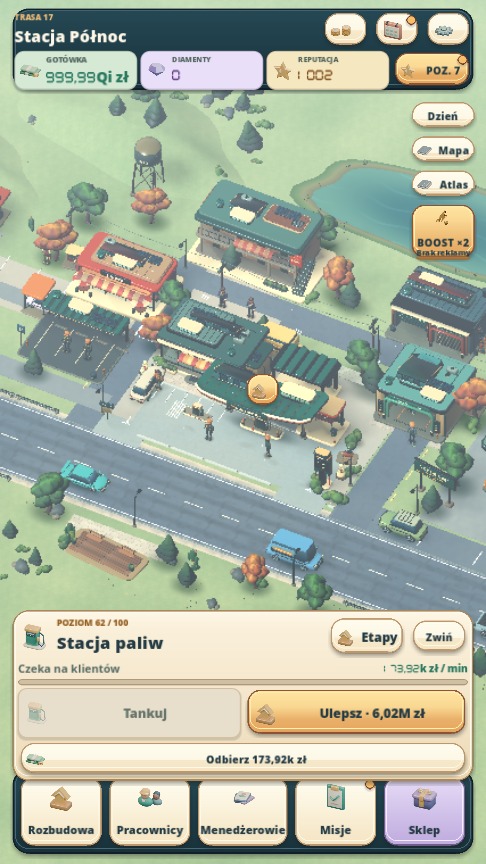 TRASA 17
Stacja Północ
GOTÓWKA
999,99Qi zł
DIAMENTY
0
REPUTACJA
1 002
POZ. 7
Dzień
Mapa
Atlas
BOOST ×2
Brak reklamy
POZIOM 62 / 100
Stacja paliw
Etapy
Zwiń
Czeka na klientów
173,92k zł / min
Tankuj
Ulepsz · 6,02M zł
Odbierz 173,92k zł
Rozbudowa
Pracownicy
Menedżerowie
Misje
Sklep